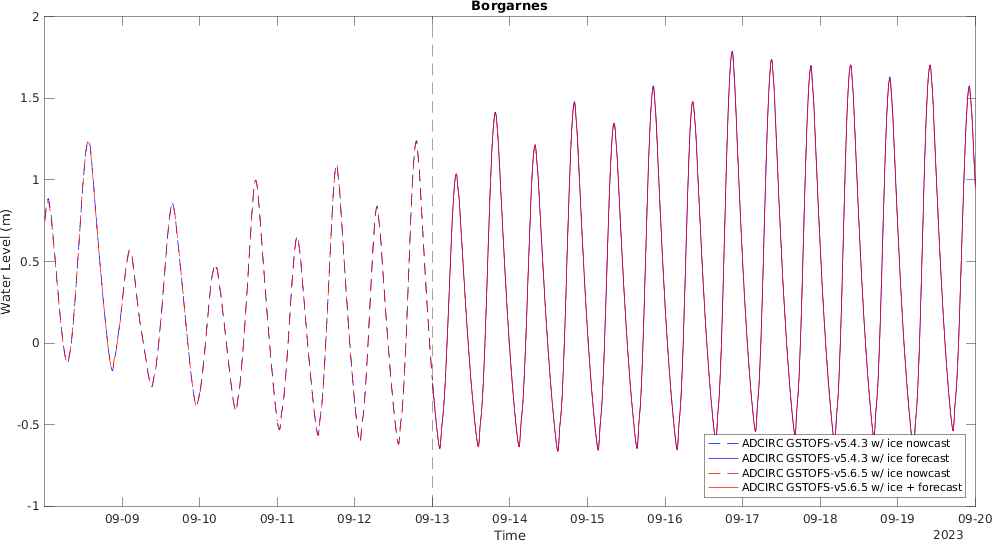 Borgarnes
Water Level (m)
2
1.5
1
0.5
0
-0.5
-1
ADCIRC GSTOFS-v5.4.3 w/ ice nowcast
ADCIRC GSTOFS-v5.4.3 w/ ice forecast
ADCIRC GSTOFS-v5.6.5 w/ ice nowcast
ADCIRC GSTOFS-v5.6.5 w/ ice + forecast
09-09 09-10 09-11 09-12 09-13 09-14 09-15 09-16 09-17 09-18 09-19 09-20
Time
2023